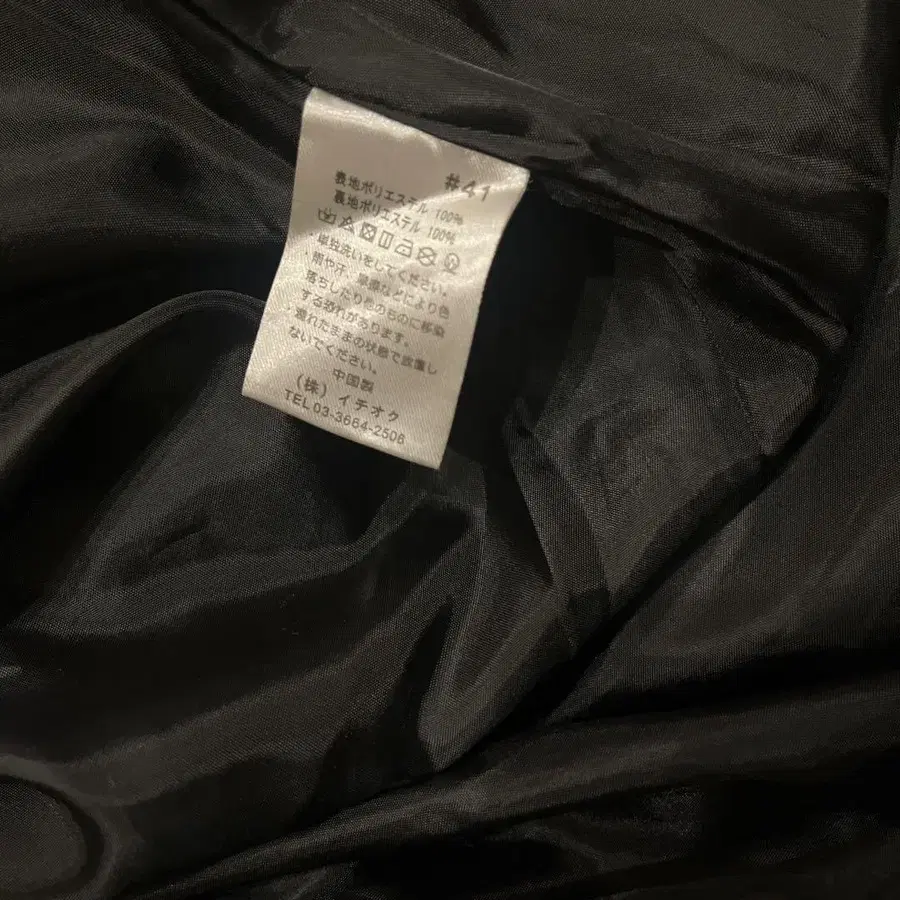 #41
表地ポリエステル 100%
裏地ポリエステル 100%
・単独洗いをしてください。
・雨や汗、摩擦などにより色
落ちしたり他のものに移染
する恐れがあります。
・濡れたままの状態で放置し
ないでください。
中国製
(株) イチオク
TEL 03-3664-2506